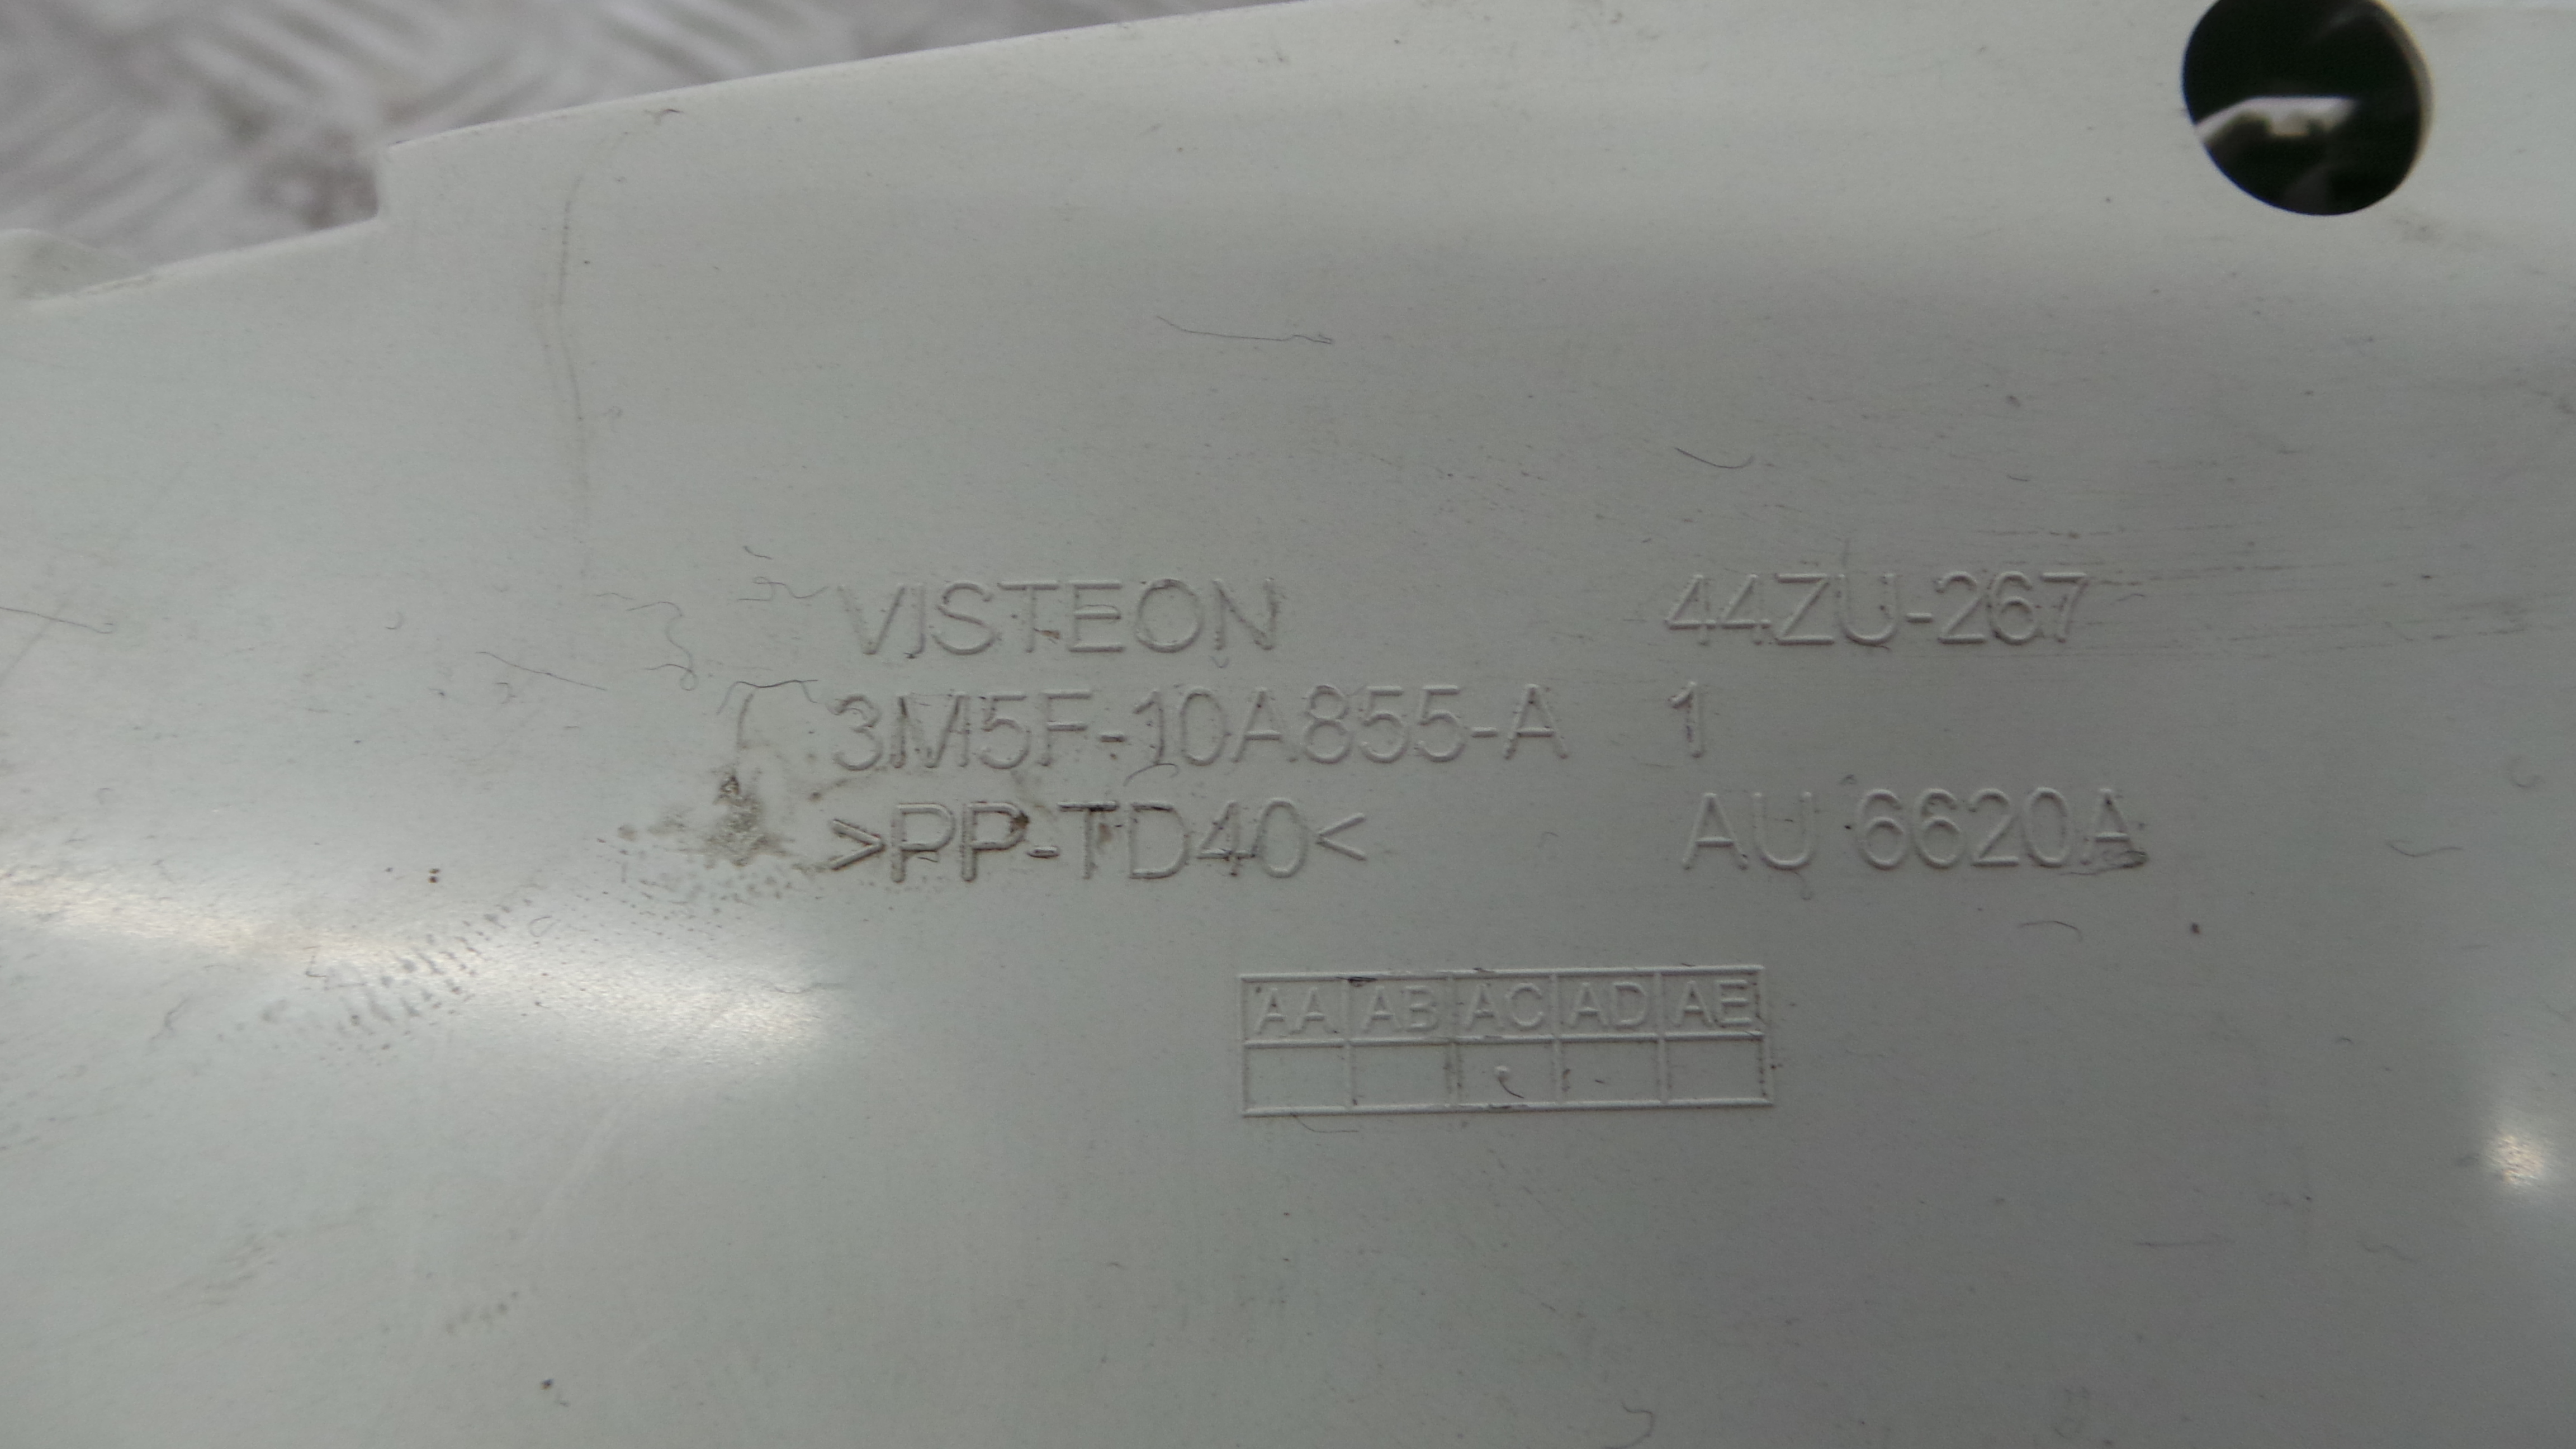 VISTEON 44ZU-267
3M5F-10A855-A 1
>PP-TD40< AU 6620A
AA AB AC AD AE